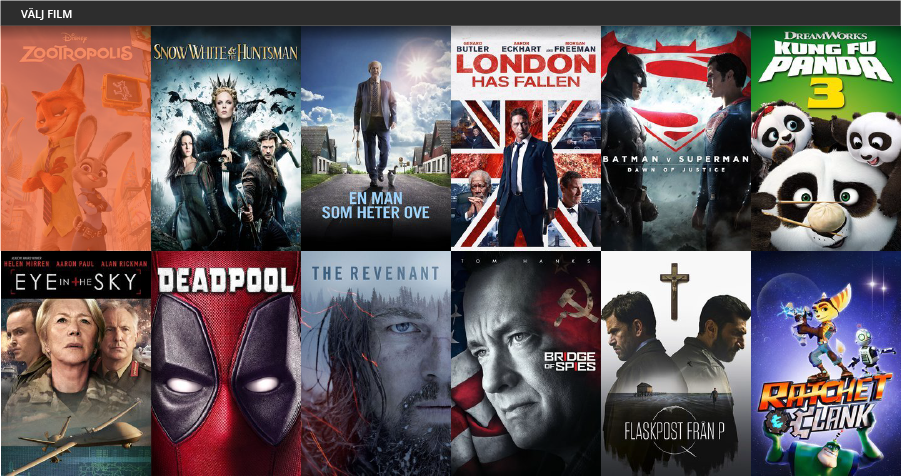 VÄLJ FILM
Disney
ZOOTROPOLIS
SNOW WHITE & THE HUNTSMAN
EN MAN
SOM HETER OVE
GERARD BUTLER AARON ECKHART MORGAN FREEMAN
LONDON
HAS FALLEN
BATMAN V SUPERMAN
DAWN OF JUSTICE
DREAMWORKS
KUNG FU
PANDA
3
HELEN MIRREN AARON PAUL ALAN RICKMAN
EYE IN THE SKY
DEADPOOL
THE REVENANT
TOM HANKS
BRIDGE
OF SPIES
FLASKPOST FRÅN P
RATCHET
CLANK